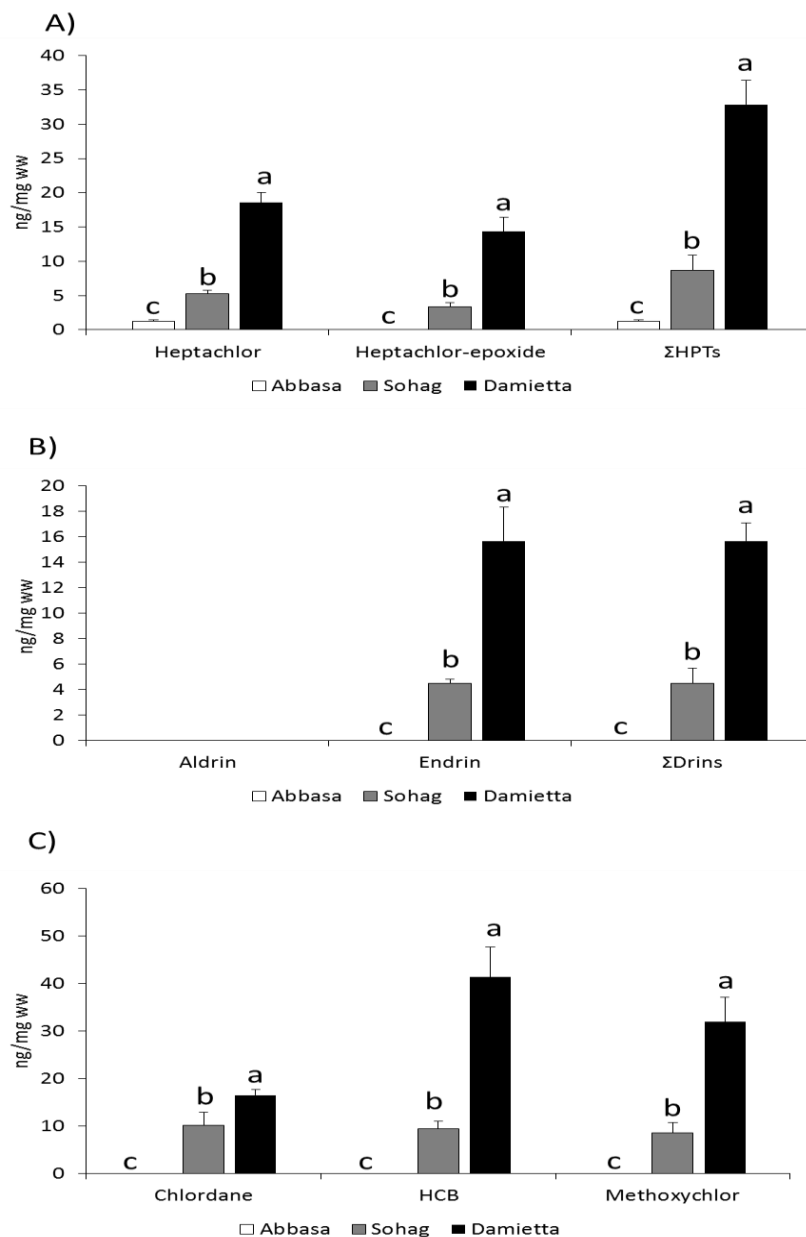 A)
40
35
30
25
20
15
10
5
0
ng/mg ww
c b a
c b a
c b a
Heptachlor Heptachlor-epoxide ΣHPTs
Abbasa Sohag Damietta
B)
20
18
16
14
12
10
8
6
4
2
0
ng/mg ww
c b a
c b a
Aldrin Endrin ΣDrins
Abbasa Sohag Damietta
C)
60
50
40
30
20
10
0
ng/mg ww
c b a
c b a
c b a
Chlordane HCB Methoxychlor
Abbasa Sohag Damietta